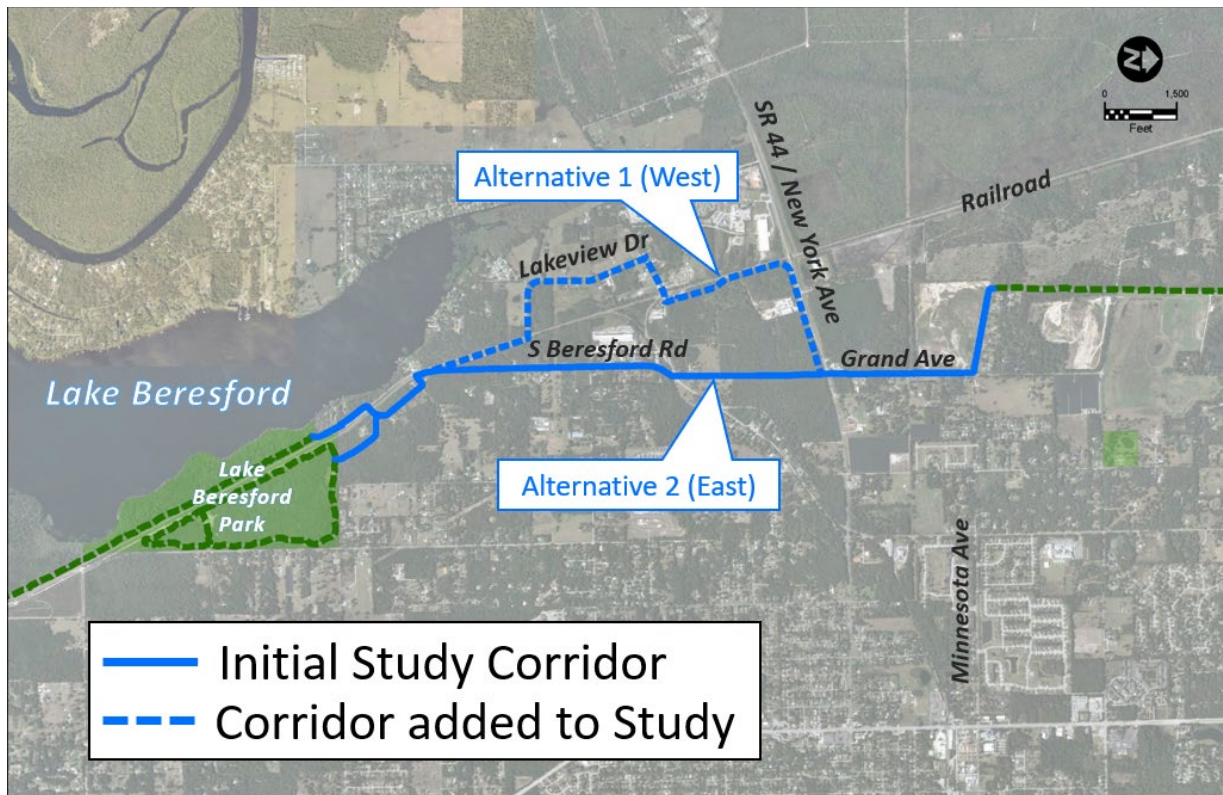 N
0 1,500
Feet
SR 44 / New York Ave
Alternative 1 (West)
Railroad
Lakeview Dr
S Beresford Rd
Grand Ave
Lake Beresford
Alternative 2 (East)
Lake
Beresford
Park
Minnesota Ave
Initial Study Corridor
Corridor added to Study